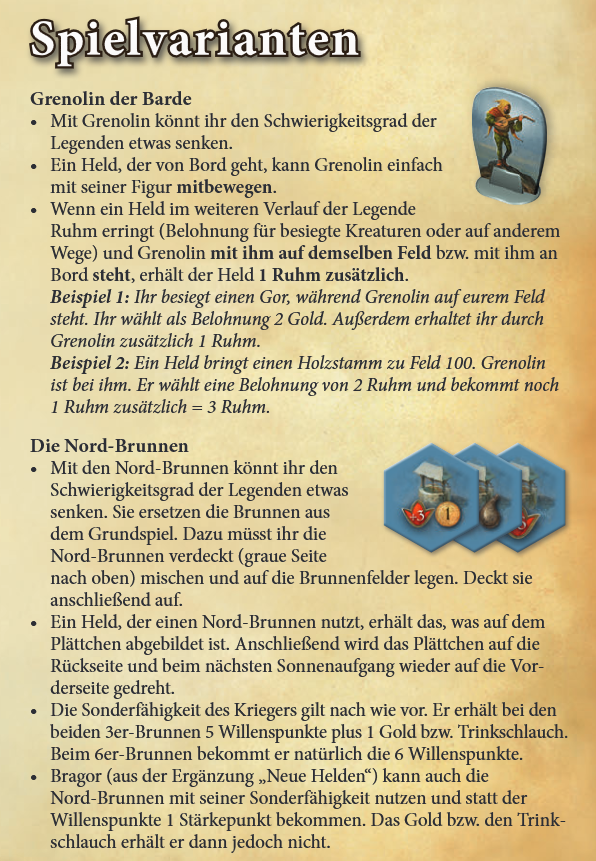 Spielvarianten
Grenolin der Barde
• Mit Grenolin könnt ihr den Schwierigkeitsgrad der
Legenden etwas senken.
• Ein Held, der von Bord geht, kann Grenolin einfach
mit seiner Figur mitbewegen.
• Wenn ein Held im weiteren Verlauf der Legende
Ruhm erringt (Belohnung für besiegte Kreaturen oder auf anderem
Wege) und Grenolin mit ihm auf demselben Feld bzw. mit ihm an
Bord steht, erhält der Held 1 Ruhm zusätzlich.
Beispiel 1: Ihr besiegt einen Gor, während Grenolin auf eurem Feld
steht. Ihr wählt als Belohnung 2 Gold. Außerdem erhaltet ihr durch
Grenolin zusätzlich 1 Ruhm.
Beispiel 2: Ein Held bringt einen Holzstamm zu Feld 100. Grenolin
ist bei ihm. Er wählt eine Belohnung von 2 Ruhm und bekommt noch
1 Ruhm zusätzlich = 3 Ruhm.
Die Nord-Brunnen
• Mit den Nord-Brunnen könnt ihr den
Schwierigkeitsgrad der Legenden etwas
senken. Sie ersetzen die Brunnen aus
dem Grundspiel. Dazu müsst ihr die
Nord-Brunnen verdeckt (graue Seite
nach oben) mischen und auf die Brunnenfelder legen. Deckt sie
anschließend auf.
+3 1
• Ein Held, der einen Nord-Brunnen nutzt, erhält das, was auf dem
Plättchen abgebildet ist. Anschließend wird das Plättchen auf die
Rückseite und beim nächsten Sonnenaufgang wieder auf die Vor-
derseite gedreht.
• Die Sonderfähigkeit des Kriegers gilt nach wie vor. Er erhält bei den
beiden 3er-Brunnen 5 Willenspunkte plus 1 Gold bzw. Trinkschlauch.
Beim 6er-Brunnen bekommt er natürlich die 6 Willenspunkte.
• Bragor (aus der Ergänzung „Neue Helden“) kann auch die
Nord-Brunnen mit seiner Sonderfähigkeit nutzen und statt der
Willenspunkte 1 Stärkepunkt bekommen. Das Gold bzw. den Trink-
schlauch erhält er dann jedoch nicht.